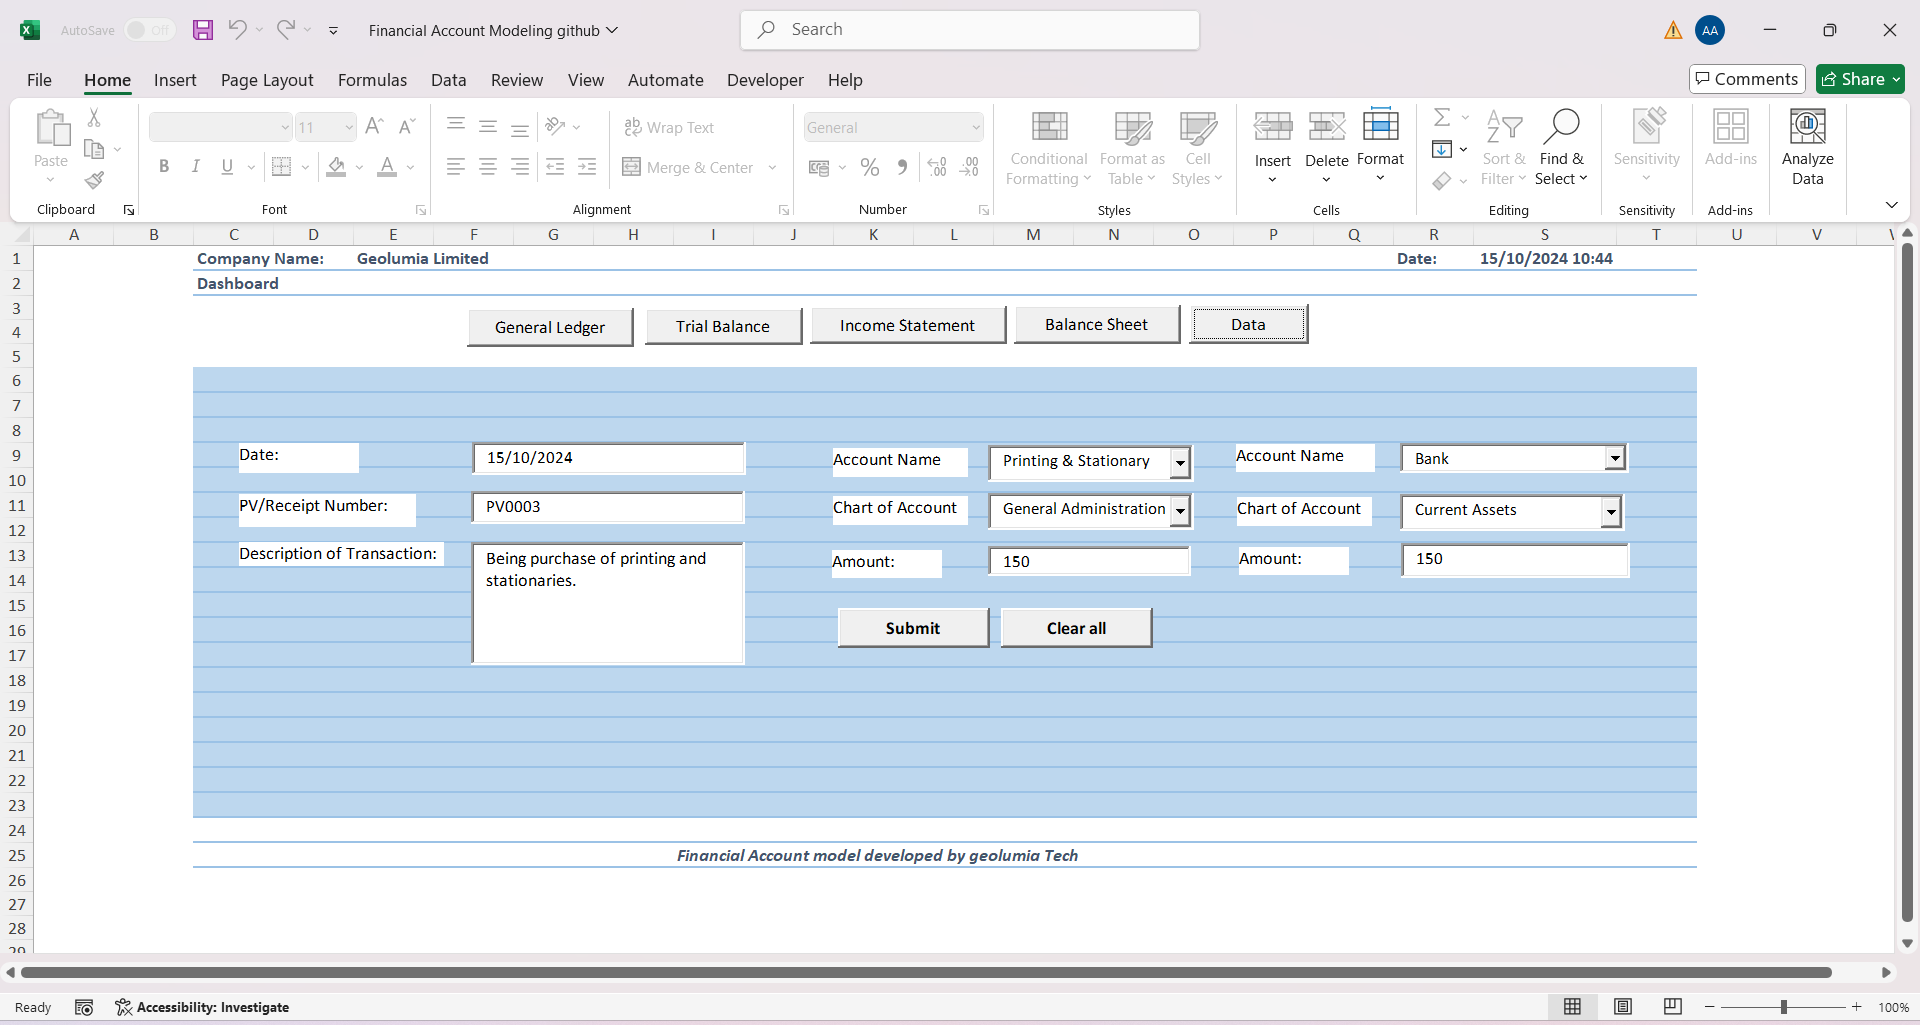 AutoSave Off Financial Account Modeling github Search AA
File Home Insert Page Layout Formulas Data Review View Automate Developer Help Comments Share
Paste
Clipboard
11
B I U A
Font
ab Wrap Text
Merge & Center
Alignment
General
% , .00
Number
Conditional Formatting
Format as Table
Cell Styles
Styles
Insert Delete Format
Cells
Sort & Filter
Find & Select
Editing
Sensitivity
Sensitivity
Add-ins
Add-ins
Analyze Data
A B C D E F G H I J K L M N O P Q R S T U V
1 Company Name: Geolumia Limited Date: 15/10/2024 10:44
2 Dashboard
3
4 General Ledger Trial Balance Income Statement Balance Sheet Data
5
6
7
8
9 Date: 15/10/2024 Account Name Printing & Stationary Account Name Bank
10
11 PV/Receipt Number: PV0003 Chart of Account General Administration Chart of Account Current Assets
12
13 Description of Transaction: Being purchase of printing and Amount: 150 Amount: 150
14 stationaries.
15
16 Submit Clear all
17
18
19
20
21
22
23
24
25 Financial Account model developed by geolumia Tech
26
27
28
29
Ready Accessibility: Investigate 100%